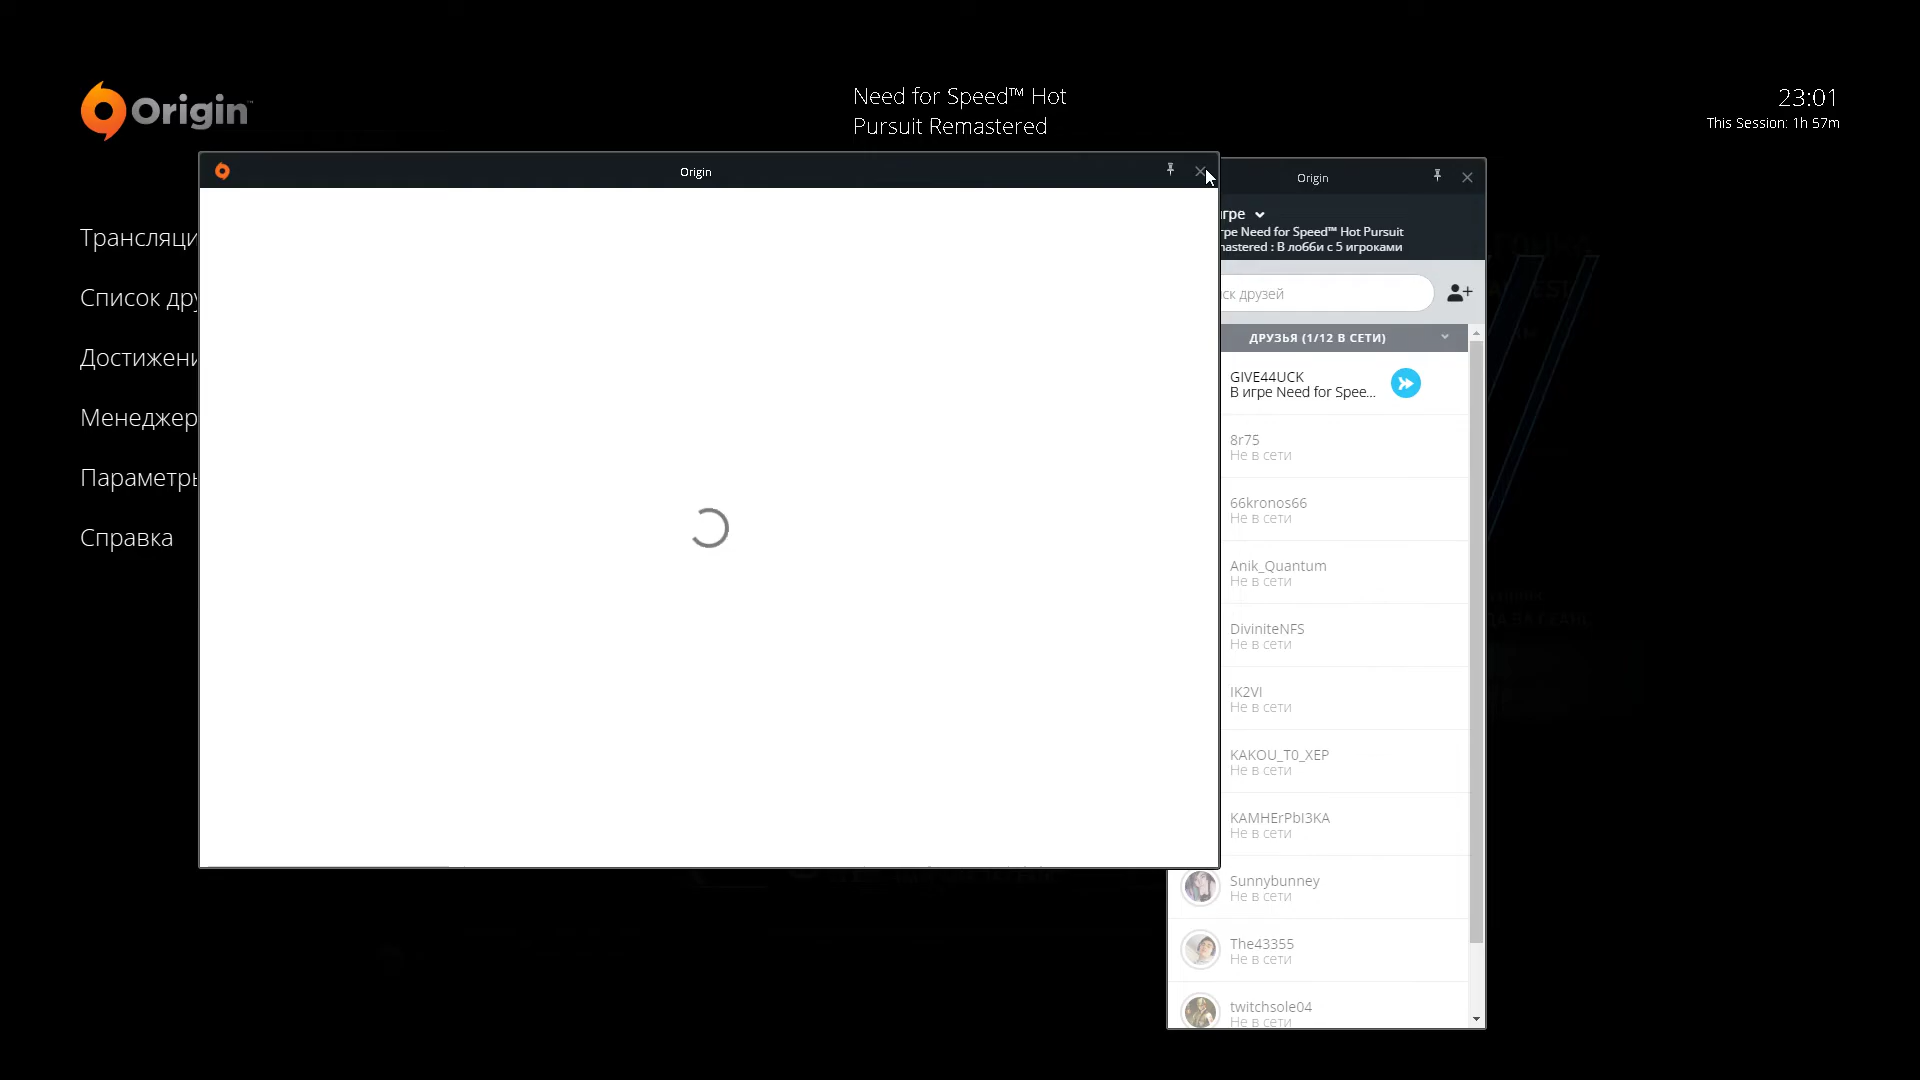 Origin
Need for Speed™ Hot
Pursuit Remastered
23:01
This Session: 1h 57m
Origin
Origin
Трансляци
Список др
Достижени
Менеджер
Параметры
Справка
гре
ре Need for Speed™ Hot Pursuit
astered : В лобби с 5 игроками
ск друзей
ДРУЗЬЯ (1/12 В СЕТИ)
GIVE44UCK
В игре Need for Spee...
8r75
Не в сети
66kronos66
Не в сети
Anik_Quantum
Не в сети
DiviniteNFS
Не в сети
IK2VI
Не в сети
KAKOU_T0_XEP
Не в сети
KAMHErPbI3KA
Не в сети
Sunnybunney
Не в сети
The43355
Не в сети
twitchsole04
Не в сети